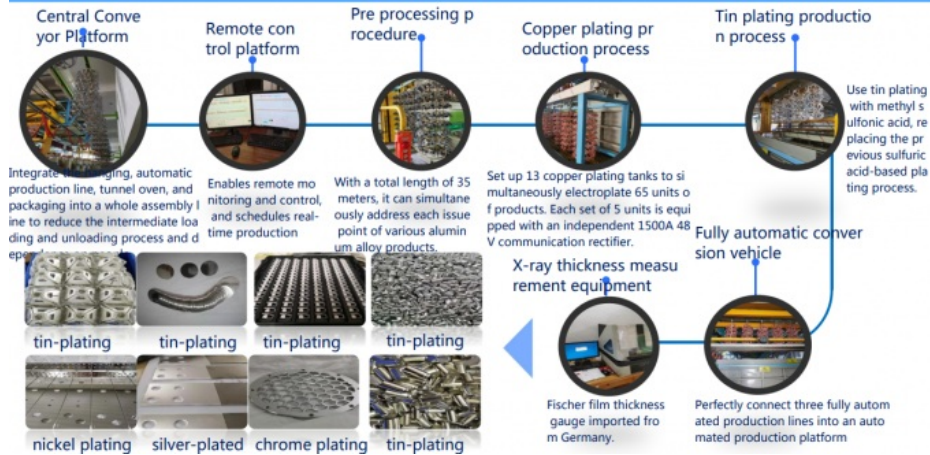 Central Conve
yor Platform
Remote con
trol platform
Pre processing p
rocedure
Copper plating pr
oduction process
Tin plating productio
n process
Integrate the hanging, automatic
production line, tunnel oven, and
packaging into a whole assembly l
ine to reduce the intermediate loa
ding and unloading process and d
Enables remote mo
nitoring and control,
and schedules real-
time production
With a total length of 35
meters, it can simultane
ously address each issue
point of various alumin
um alloy products.
Set up 13 copper plating tanks to si
multaneously electroplate 65 units o
f products. Each set of 5 units is equi
pped with an independent 1500A 48
V communication rectifier.
Use tin plating
with methyl s
ulfonic acid, re
placing the pr
evious sulfuric
acid-based pla
ting process.
Fully automatic conver
sion vehicle
X-ray thickness measu
rement equipment
Fischer film thickness
gauge imported fro
m Germany.
Perfectly connect three fully autom
ated production lines into an auto
mated production platform
tin-plating
tin-plating
tin-plating
tin-plating
nickel plating
silver-plated
chrome plating
tin-plating